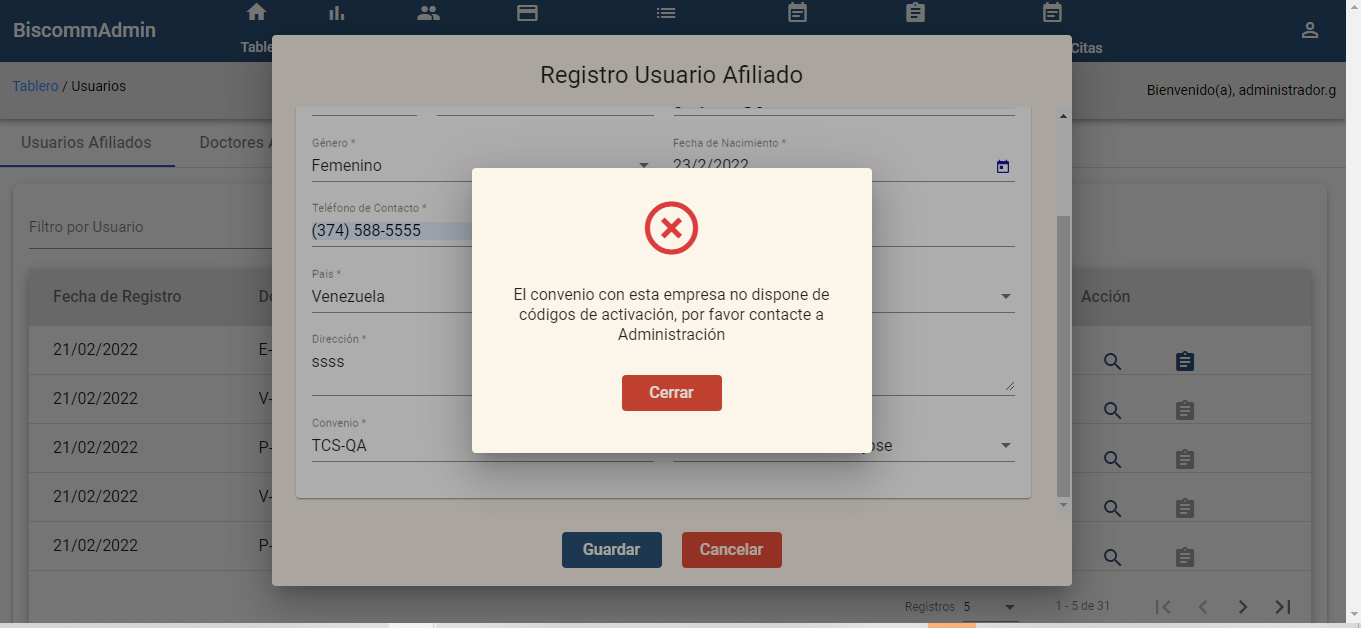 BiscommAdmin
Table
Citas
Tablero / Usuarios
Bienvenido(a), administrador.g
Usuarios Afiliados
Doctores
Registro Usuario Afiliado
Género *
Femenino
Fecha de Nacimiento *
23/2/2022
Teléfono de Contacto *
(374) 588-5555
Pais *
Venezuela
Dirección *
ssss
Convenio *
TCS-QA
ose
El convenio con esta empresa no dispone de
códigos de activación, por favor contacte a
Administración
Cerrar
Guardar
Cancelar
Filtro por Usuario
Fecha de Registro
Acción
21/02/2022 E-
21/02/2022 V-
21/02/2022 P-
21/02/2022 V-
21/02/2022 P-
Registros 5 1 - 5 de 31